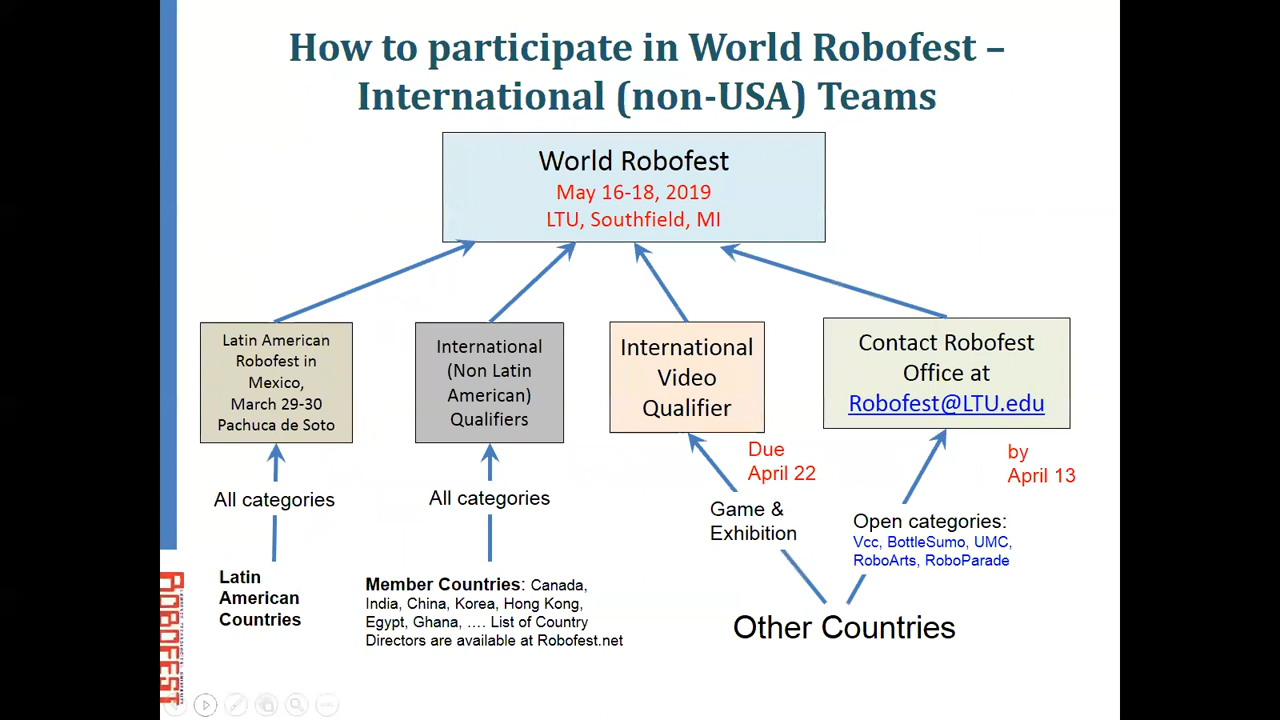 How to participate in World Robofest –
International (non-USA) Teams
World Robofest
May 16-18, 2019
LTU, Southfield, MI
Latin American
Robofest in
Mexico,
March 29-30
Pachuca de Soto
International
(Non Latin
American)
Qualifiers
International
Video
Qualifier
Contact Robofest
Office at
Robofest@LTU.edu
Due
April 22
by
April 13
All categories
All categories
Game &
Exhibition
Open categories:
Vcc, BottleSumo, UMC,
RoboArts, RoboParade
Latin
American
Countries
Member Countries: Canada,
India, China, Korea, Hong Kong,
Egypt, Ghana, …. List of Country
Directors are available at Robofest.net
Other Countries
ROBOFEST